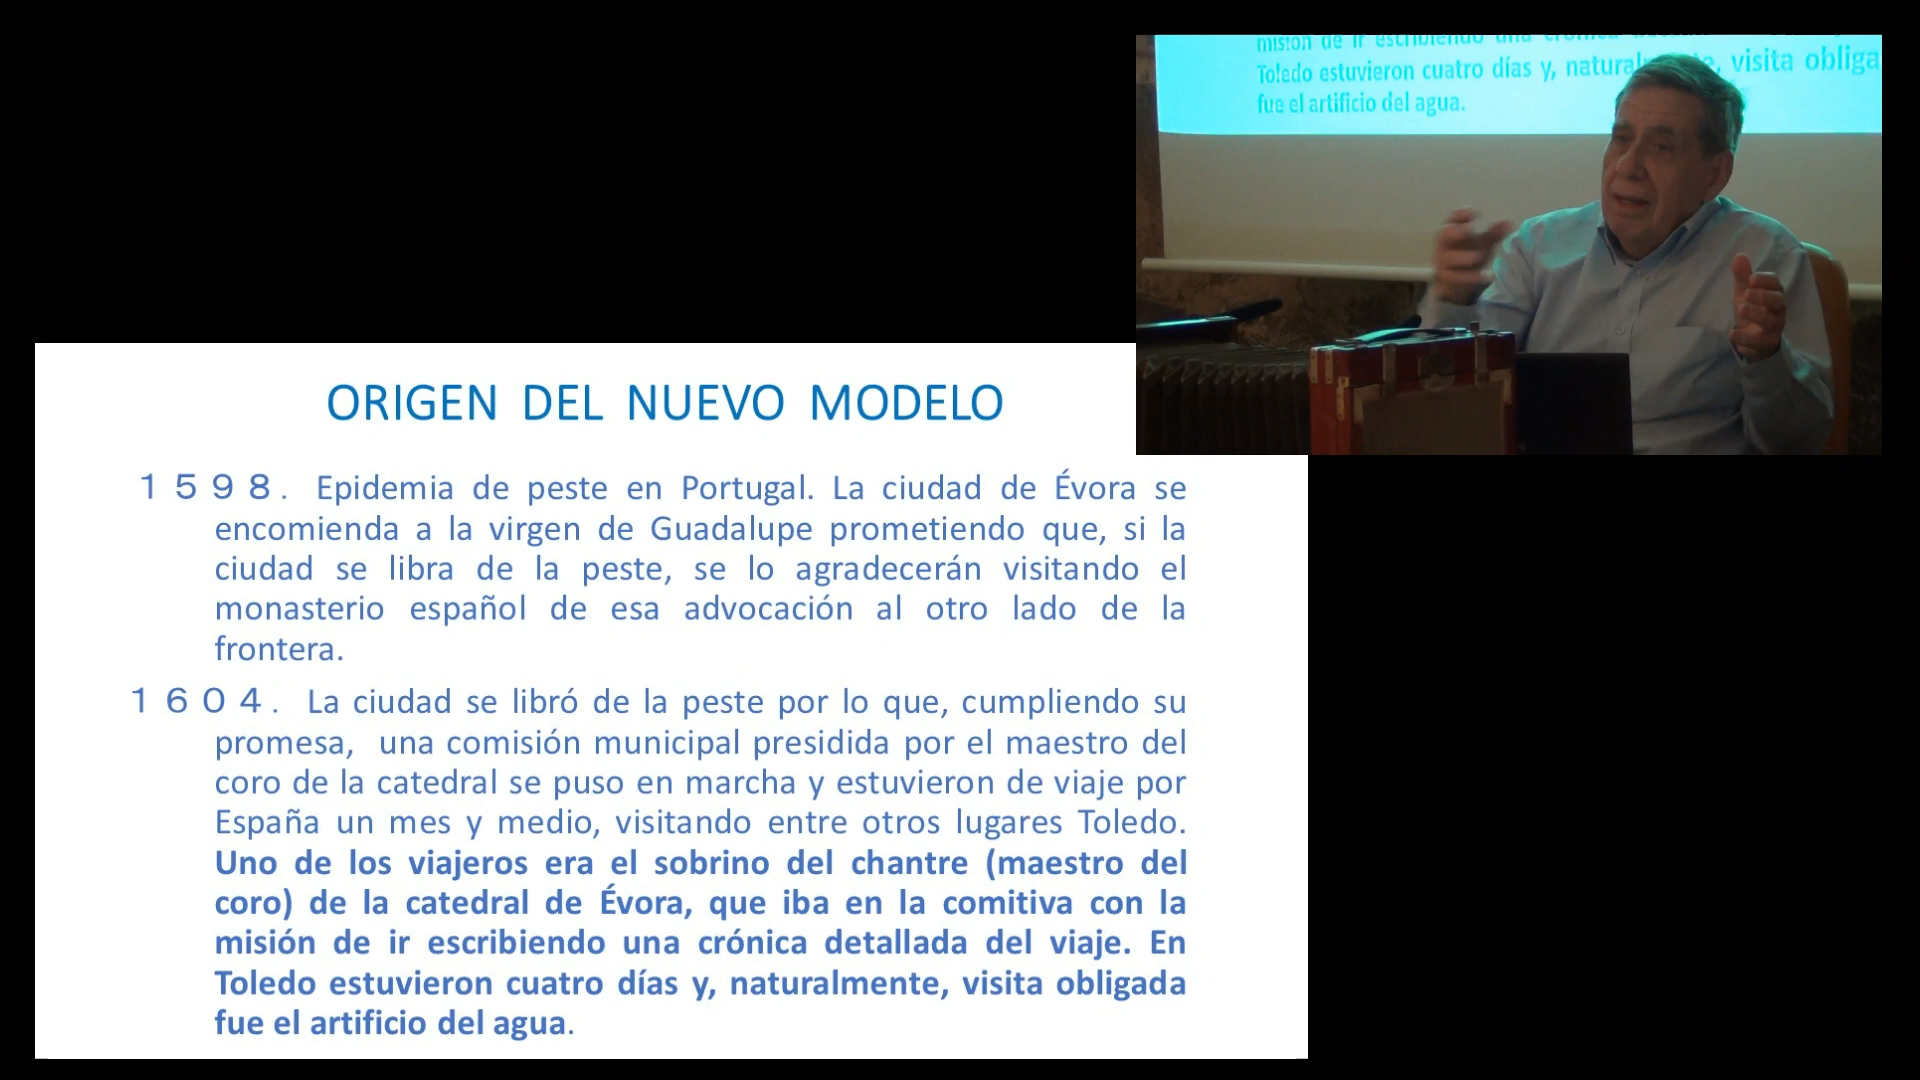 misión de ir escribiendo una crónica
Toledo estuvieron cuatro días y, naturalmente, visita obliga
fue el artificio del agua.
ORIGEN DEL NUEVO MODELO
1598. Epidemia de peste en Portugal. La ciudad de Évora se
encomienda a la virgen de Guadalupe prometiendo que, si la
ciudad se libra de la peste, se lo agradecerán visitando el
monasterio español de esa advocación al otro lado de la
frontera.
1604. La ciudad se libró de la peste por lo que, cumpliendo su
promesa, una comisión municipal presidida por el maestro del
coro de la catedral se puso en marcha y estuvieron de viaje por
España un mes y medio, visitando entre otros lugares Toledo.
Uno de los viajeros era el sobrino del chantre (maestro del
coro) de la catedral de Évora, que iba en la comitiva con la
misión de ir escribiendo una crónica detallada del viaje. En
Toledo estuvieron cuatro días y, naturalmente, visita obligada
fue el artificio del agua.